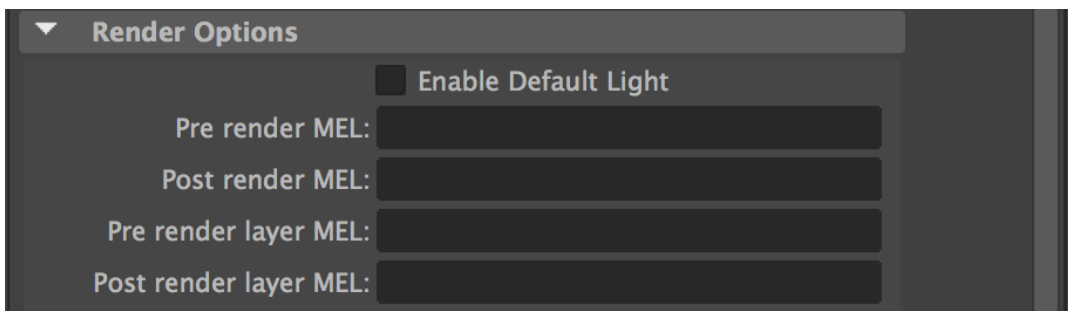 Render Options
Enable Default Light
Pre render MEL:
Post render MEL:
Pre render layer MEL:
Post render layer MEL: